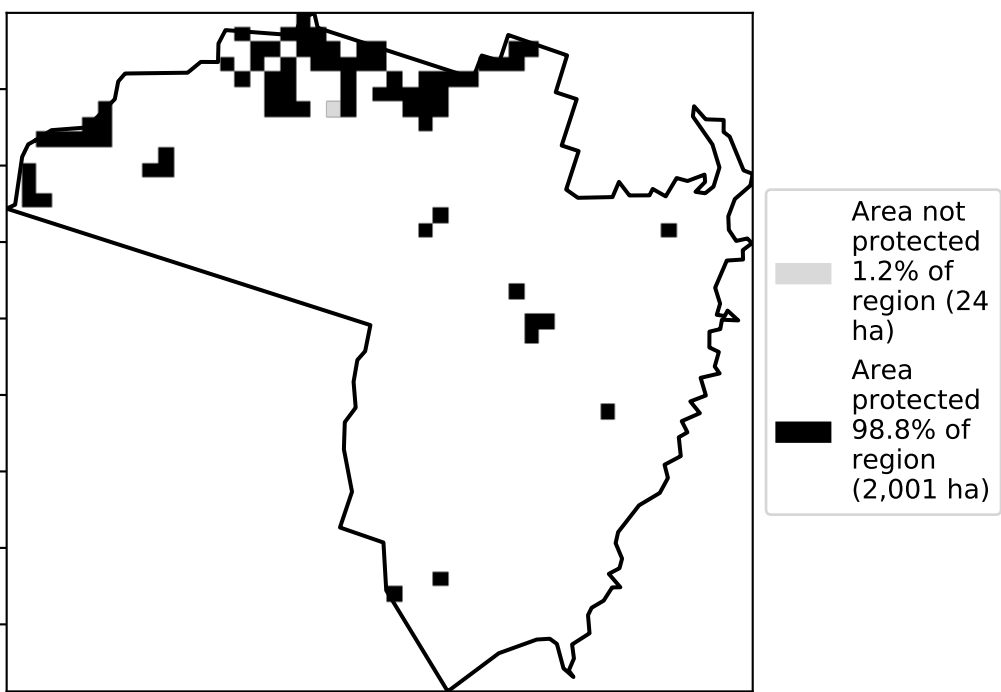 Area not
protected
1.2% of
region (24
ha)
Area
protected
98.8% of
region
(2,001 ha)